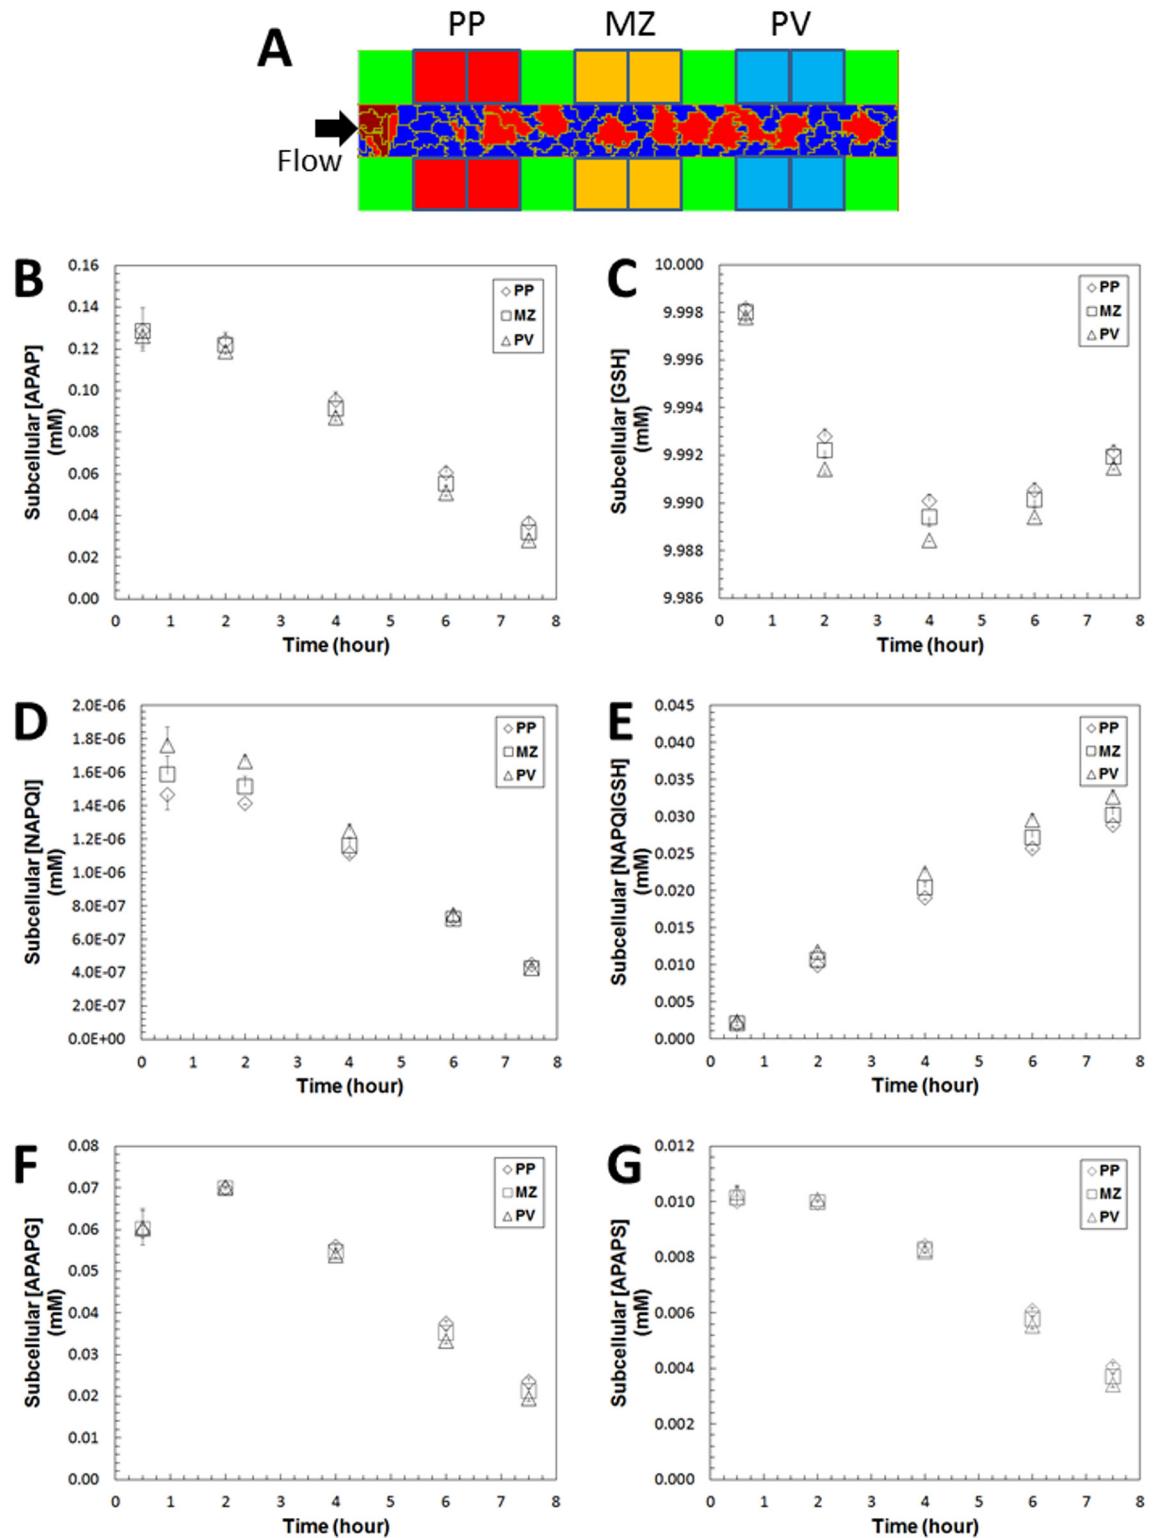 A
PP MZ PV
Flow
B
Subcellular [APAP]
(mM)
0.16
0.14
0.12
0.10
0.08
0.06
0.04
0.02
0.00
PP
MZ
PV
0 1 2 3 4 5 6 7 8
Time (hour)
C
Subcellular [GSH]
(mM)
10.000
9.998
9.996
9.994
9.992
9.990
9.988
9.986
PP
MZ
PV
0 1 2 3 4 5 6 7 8
Time (hour)
D
Subcellular [NAPQI]
(mM)
2.0E-06
1.8E-06
1.6E-06
1.4E-06
1.2E-06
1.0E-06
8.0E-07
6.0E-07
4.0E-07
2.0E-07
0.0E+00
PP
MZ
PV
0 1 2 3 4 5 6 7 8
Time (hour)
E
Subcellular [NAPQIGSH]
(mM)
0.045
0.040
0.035
0.030
0.025
0.020
0.015
0.010
0.005
0.000
PP
MZ
PV
0 1 2 3 4 5 6 7 8
Time (hour)
F
Subcellular [APAPG]
(mM)
0.08
0.07
0.06
0.05
0.04
0.03
0.02
0.01
0.00
PP
MZ
PV
0 1 2 3 4 5 6 7 8
Time (hour)
G
Subcellular [APAPS]
(mM)
0.012
0.010
0.008
0.006
0.004
0.002
0.000
PP
MZ
PV
0 1 2 3 4 5 6 7 8
Time (hour)